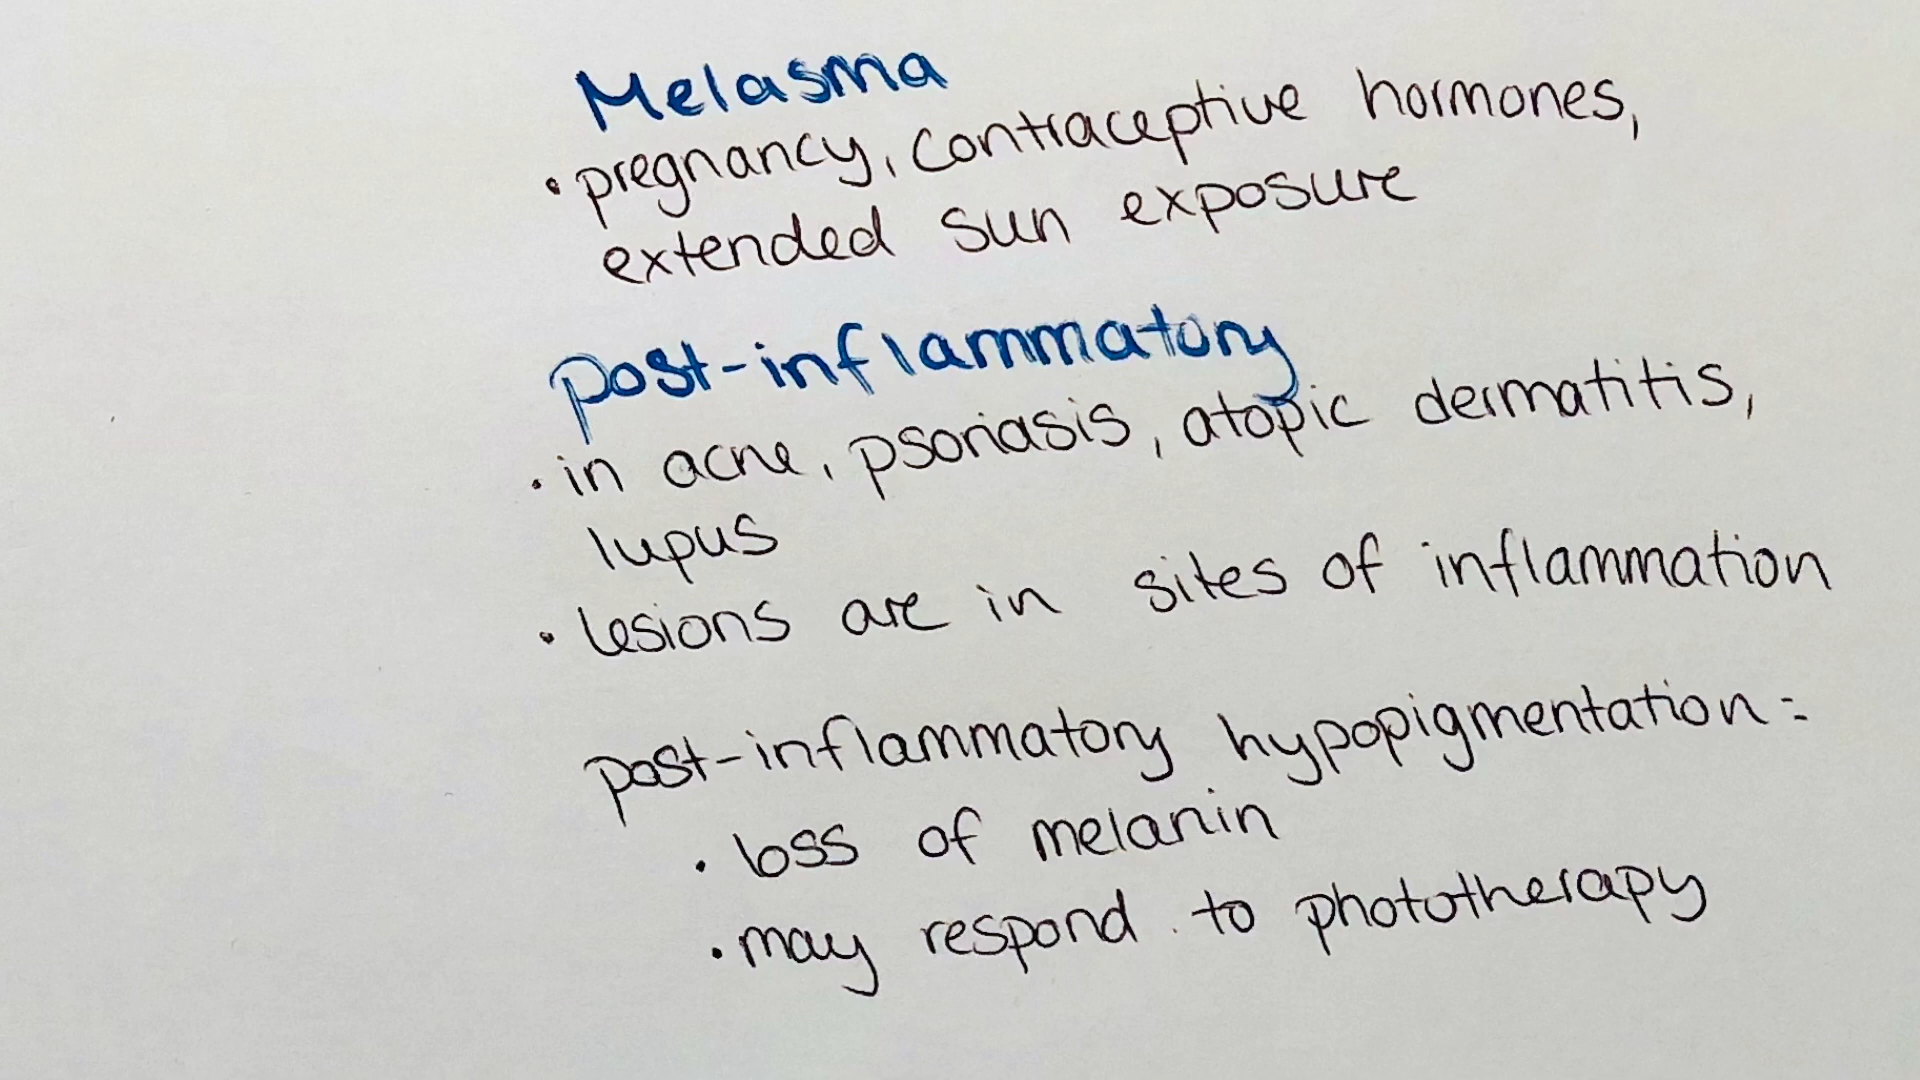 Melasma
• pregnancy, contraceptive hormones,
extended sun exposure
post-inflammatory
• in acne, psoriasis, atopic dermatitis,
lupus
• lesions are in sites of inflammation
post-inflammatory hypopigmentation:
• loss of melanin
• may respond to phototherapy